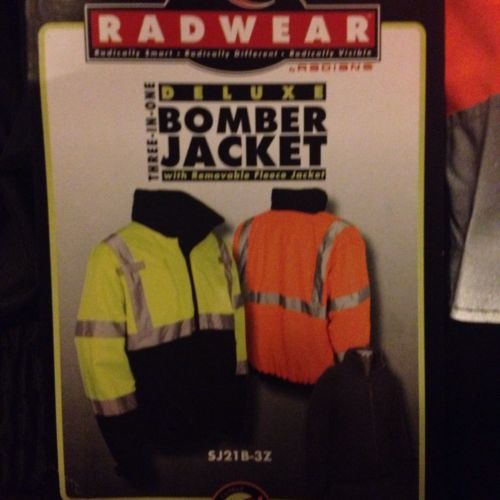 RADWEAR
Radically Smart • Radically Different • Radically Visible
by RADIANS
DELUXE
THREE-IN-ONE
BOMBER
JACKET
with Removable Fleece Jacket
SJ21B-3Z